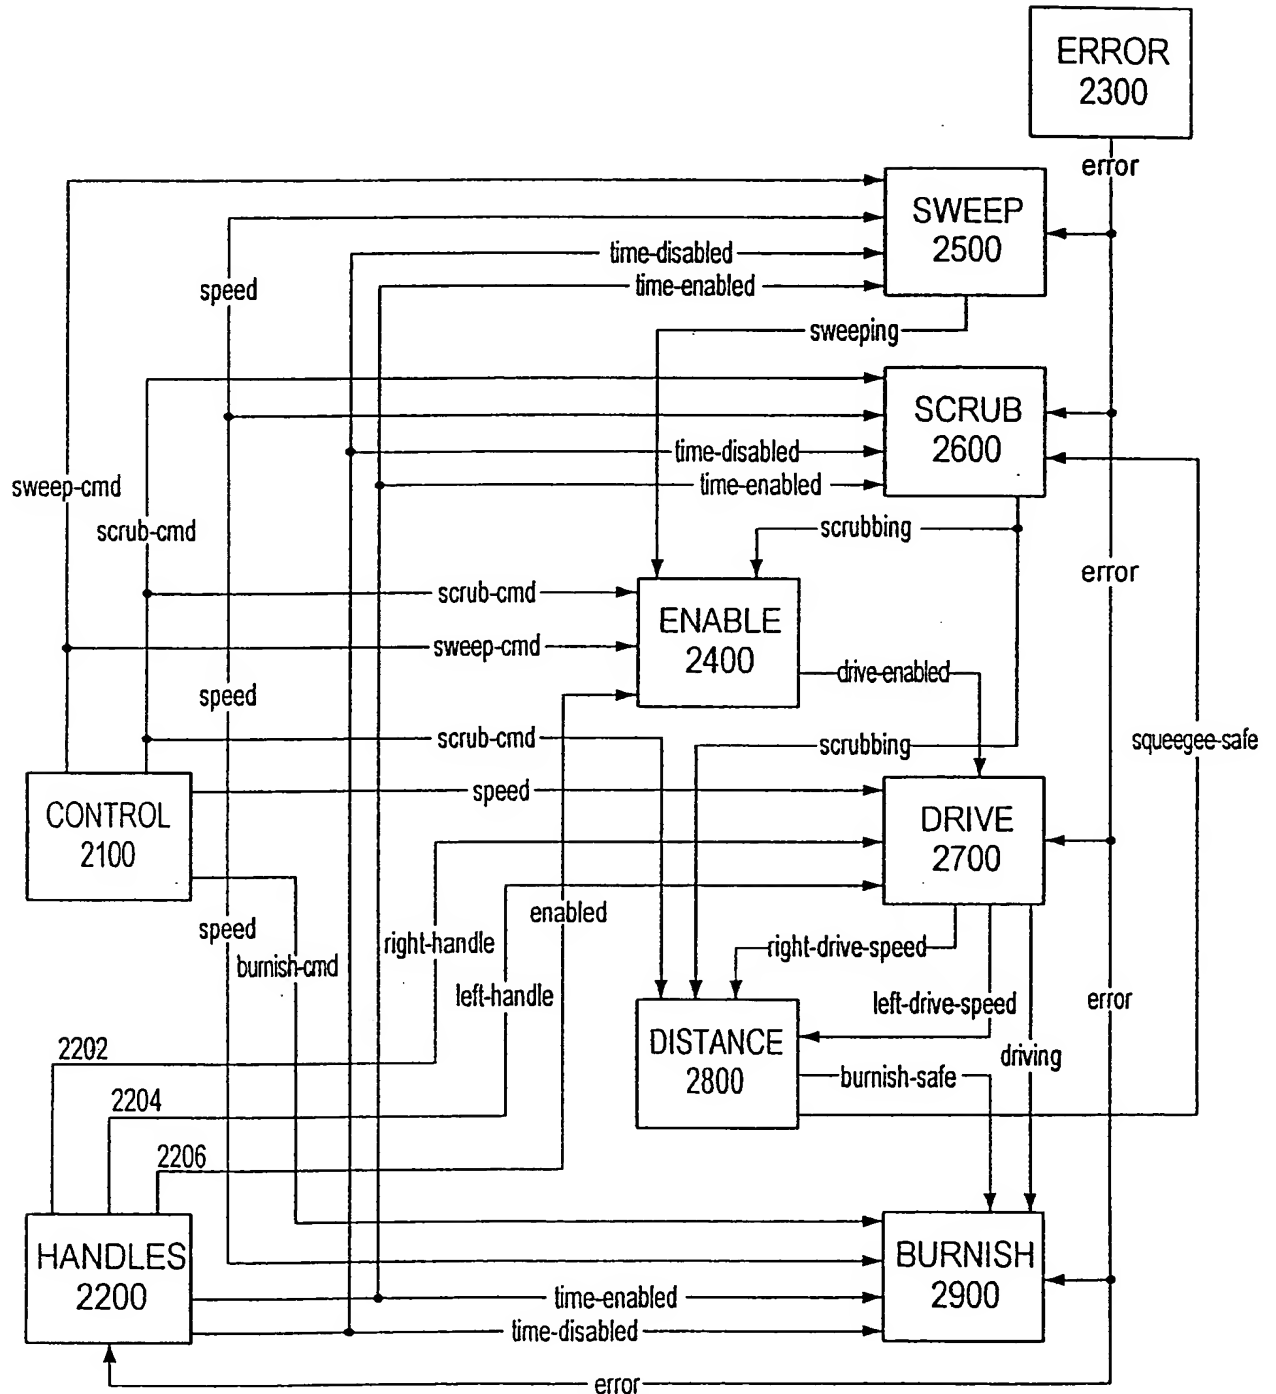 ERROR
2300
error
SWEEP
2500
time-disabled
time-enabled
speed
sweeping
SCRUB
2600
time-disabled
time-enabled
sweep-cmd
scrub-cmd
scrubbing
error
scrub-cmd
ENABLE
2400
sweep-cmd
drive-enabled
speed
scrub-cmd
scrubbing
squeegee-safe
CONTROL
2100
speed
DRIVE
2700
enabled
speed
right-handle
burnish-cmd
left-handle
right-drive-speed
left-drive-speed
error
DISTANCE
2800
driving
burnish-safe
2202
2204
2206
HANDLES
2200
BURNISH
2900
time-enabled
time-disabled
error